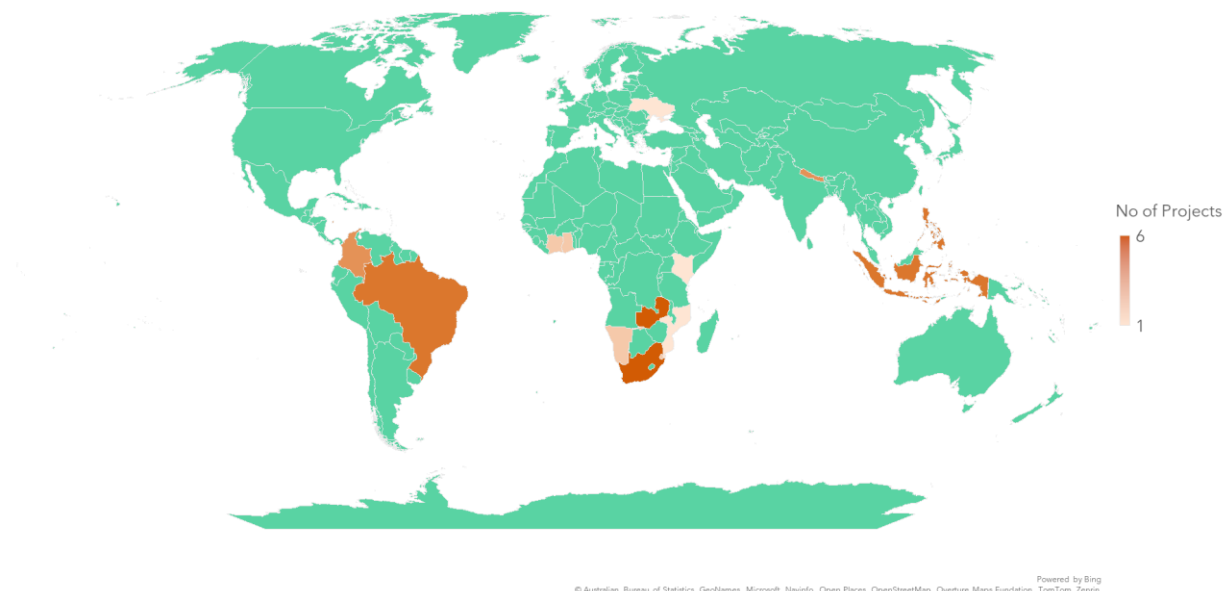 No of Projects
6
1
Powered by Bing
© Australian Bureau of Statistics, GeoNames, Microsoft, Navinfo, Open Places, OpenStreetMap, Overture Maps Fundation, TomTom, Zenrin